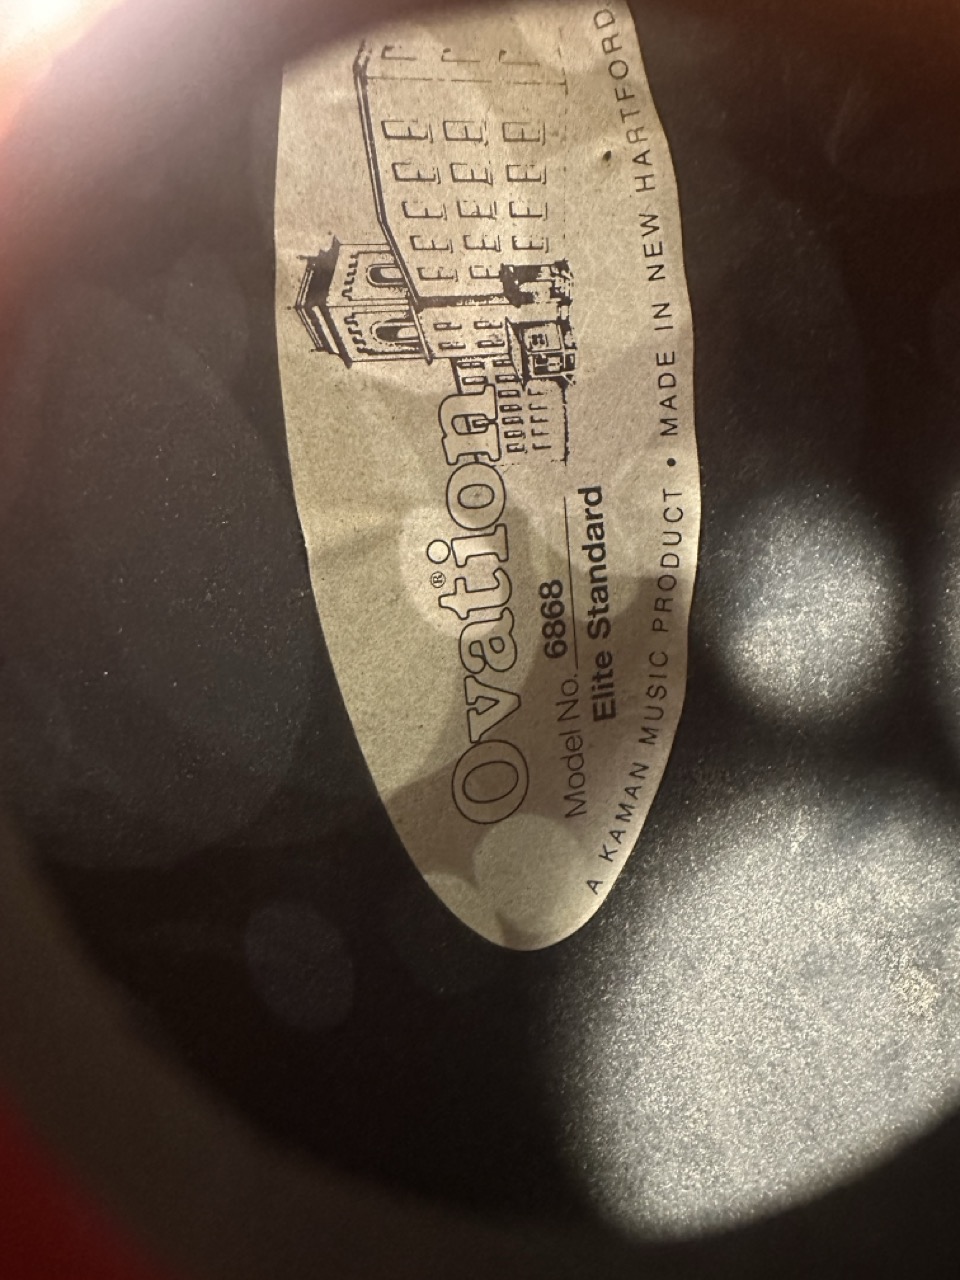 Ovation®
Model No. 6868
Elite Standard
A KAMAN MUSIC PRODUCT • MADE IN NEW HARTFORD